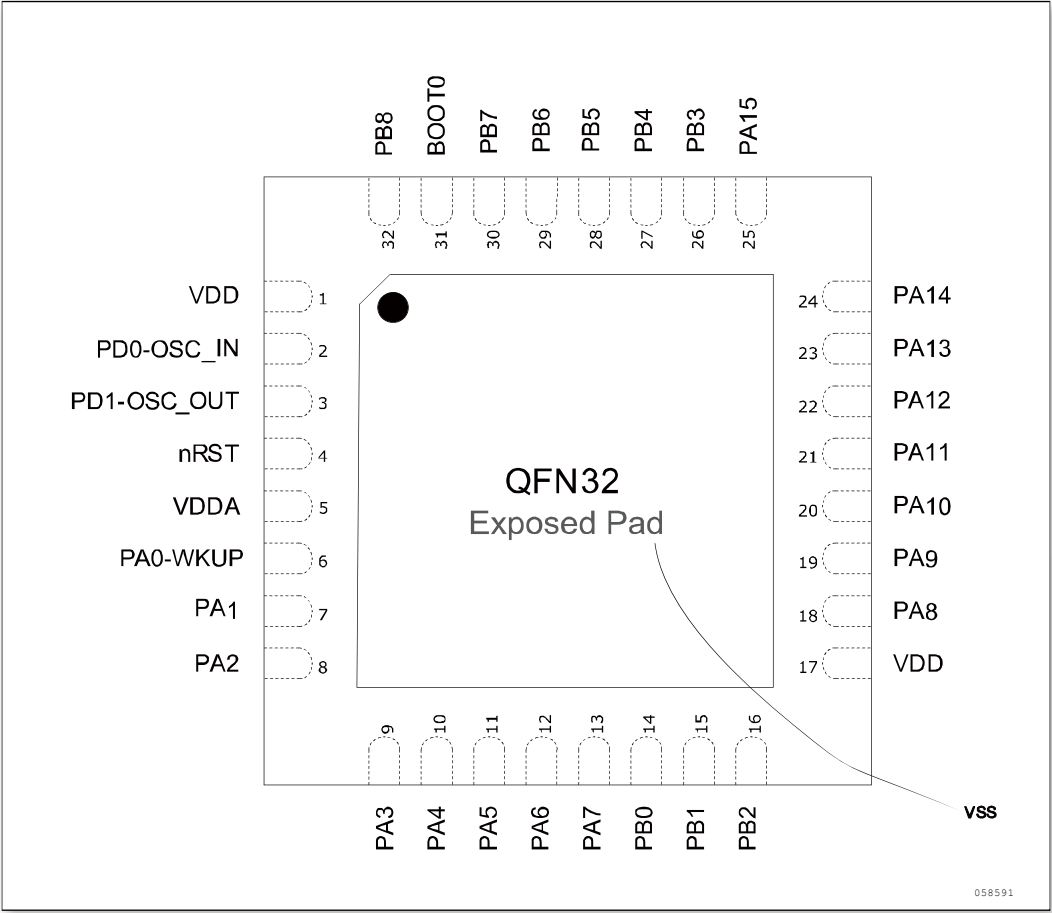 PB8 BOOT0 PB7 PB6 PB5 PB4 PB3 PA15
32 31 30 29 28 27 26 25
VDD 1 24 PA14
PD0-OSC_IN 2 23 PA13
PD1-OSC_OUT 3 22 PA12
nRST 4 21 PA11
VDDA 5 20 PA10
PA0-WKUP 6 19 PA9
PA1 7 18 PA8
PA2 8 17 VDD
QFN32
Exposed Pad
9 10 11 12 13 14 15 16
PA3 PA4 PA5 PA6 PA7 PB0 PB1 PB2
VSS
058591